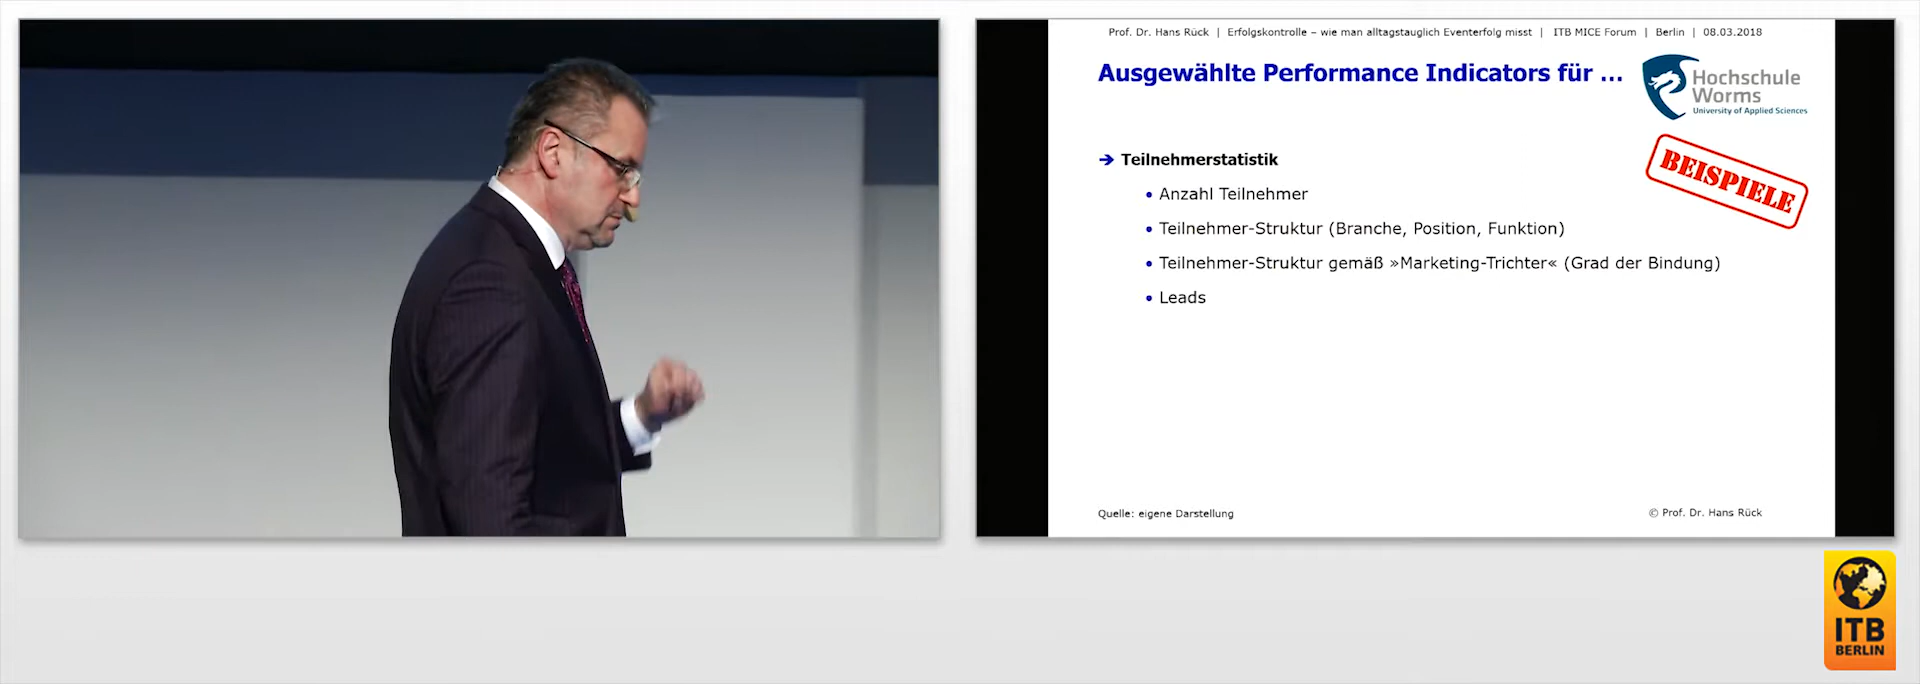 Prof. Dr. Hans Rück | Erfolgskontrolle – wie man alltagstauglich Eventerfolg misst | ITB MICE Forum | Berlin | 08.03.2018
Ausgewählte Performance Indicators für ...
Hochschule
Worms
University of Applied Sciences
BEISPIELE
➔ Teilnehmerstatistik
• Anzahl Teilnehmer
• Teilnehmer-Struktur (Branche, Position, Funktion)
• Teilnehmer-Struktur gemäß »Marketing-Trichter« (Grad der Bindung)
• Leads
Quelle: eigene Darstellung
© Prof. Dr. Hans Rück
ITB
BERLIN